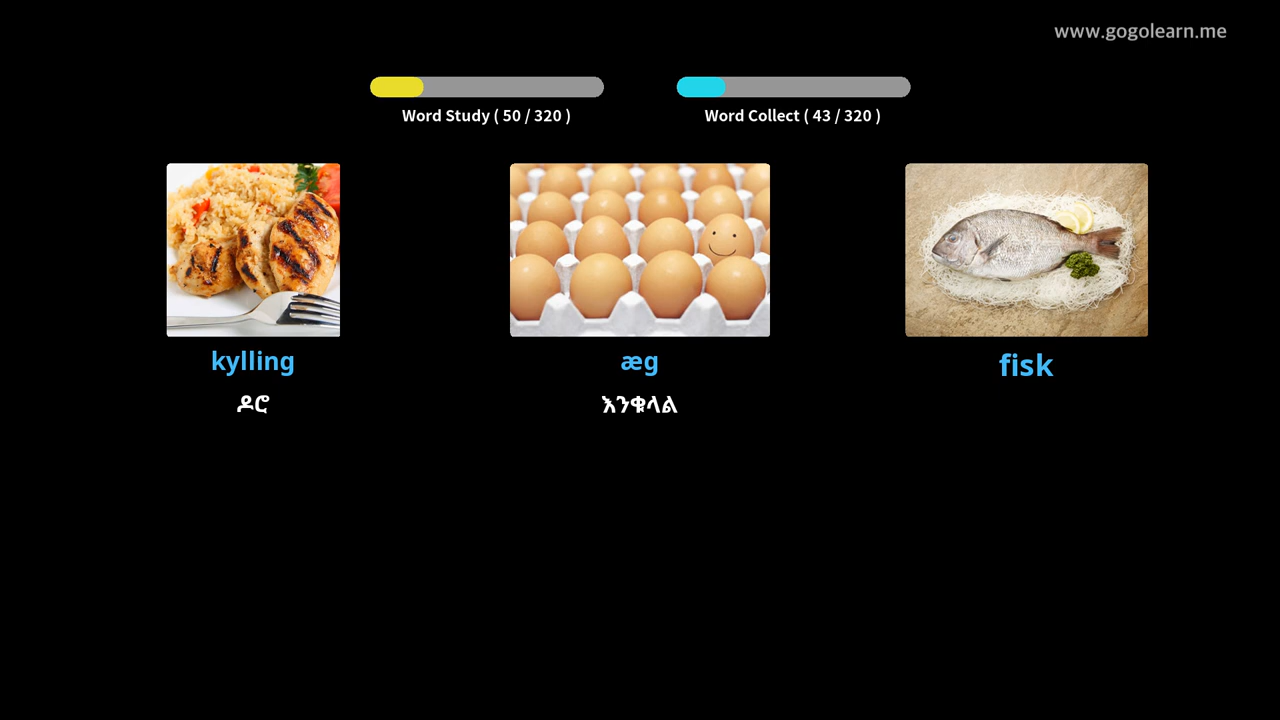 www.gogolearn.me
Word Study ( 50 / 320 )
Word Collect ( 43 / 320 )
kylling
æg
fisk
ዶሮ
እንቁላል